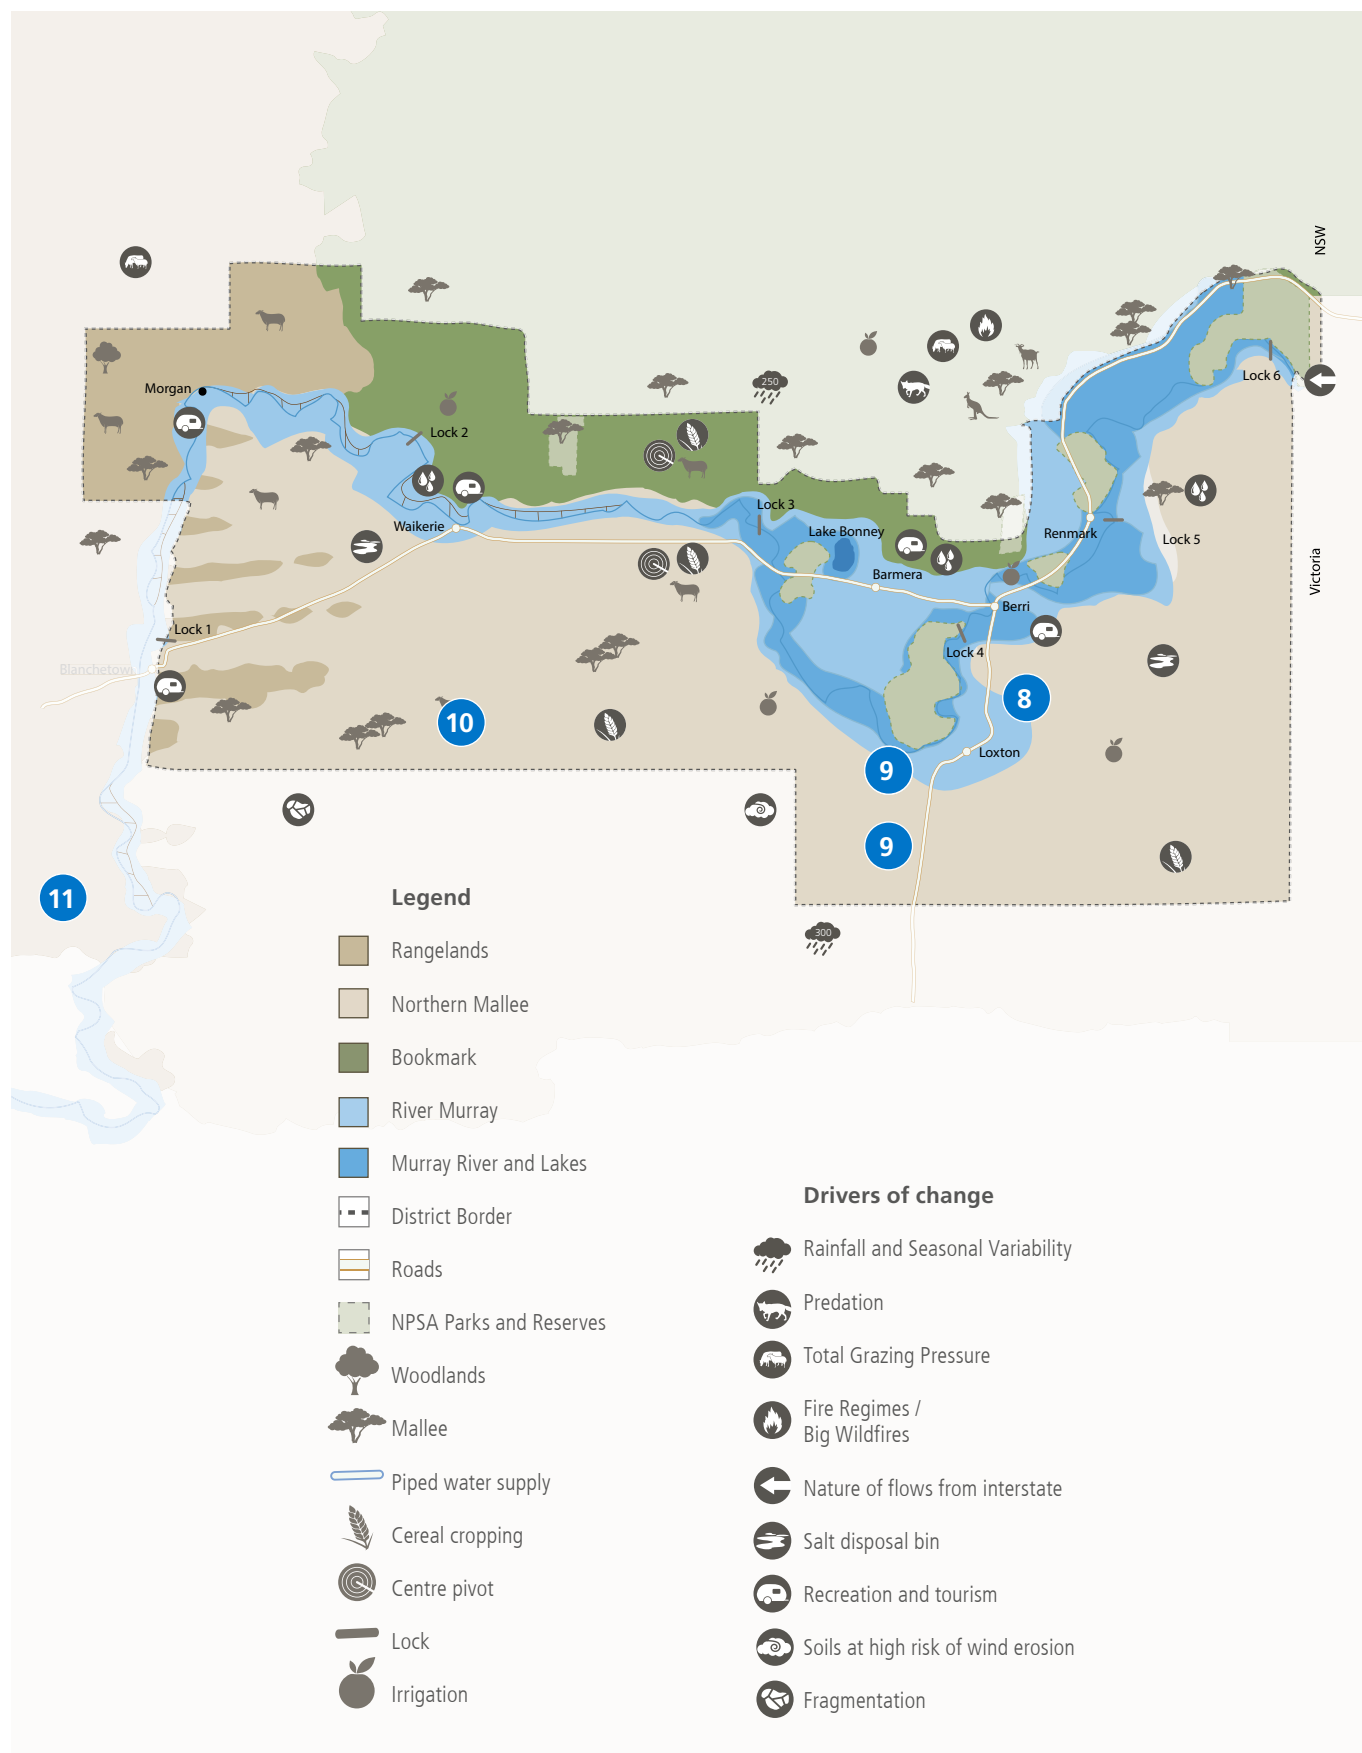 NSW
250
Lock 6
Morgan
Lock 2
Lock 3
Waikerie
Lake Bonney
Renmark
Lock 5
Victoria
Barmera
Berri
Lock 1
Lock 4
Blanchetown
8
10
Loxton
9
9
11
300
Legend
Rangelands
Northern Mallee
Bookmark
River Murray
Murray River and Lakes
District Border
Roads
NPSA Parks and Reserves
Woodlands
Mallee
Piped water supply
Cereal cropping
Centre pivot
Lock
Irrigation
Drivers of change
Rainfall and Seasonal Variability
Predation
Total Grazing Pressure
Fire Regimes /
Big Wildfires
Nature of flows from interstate
Salt disposal bin
Recreation and tourism
Soils at high risk of wind erosion
Fragmentation